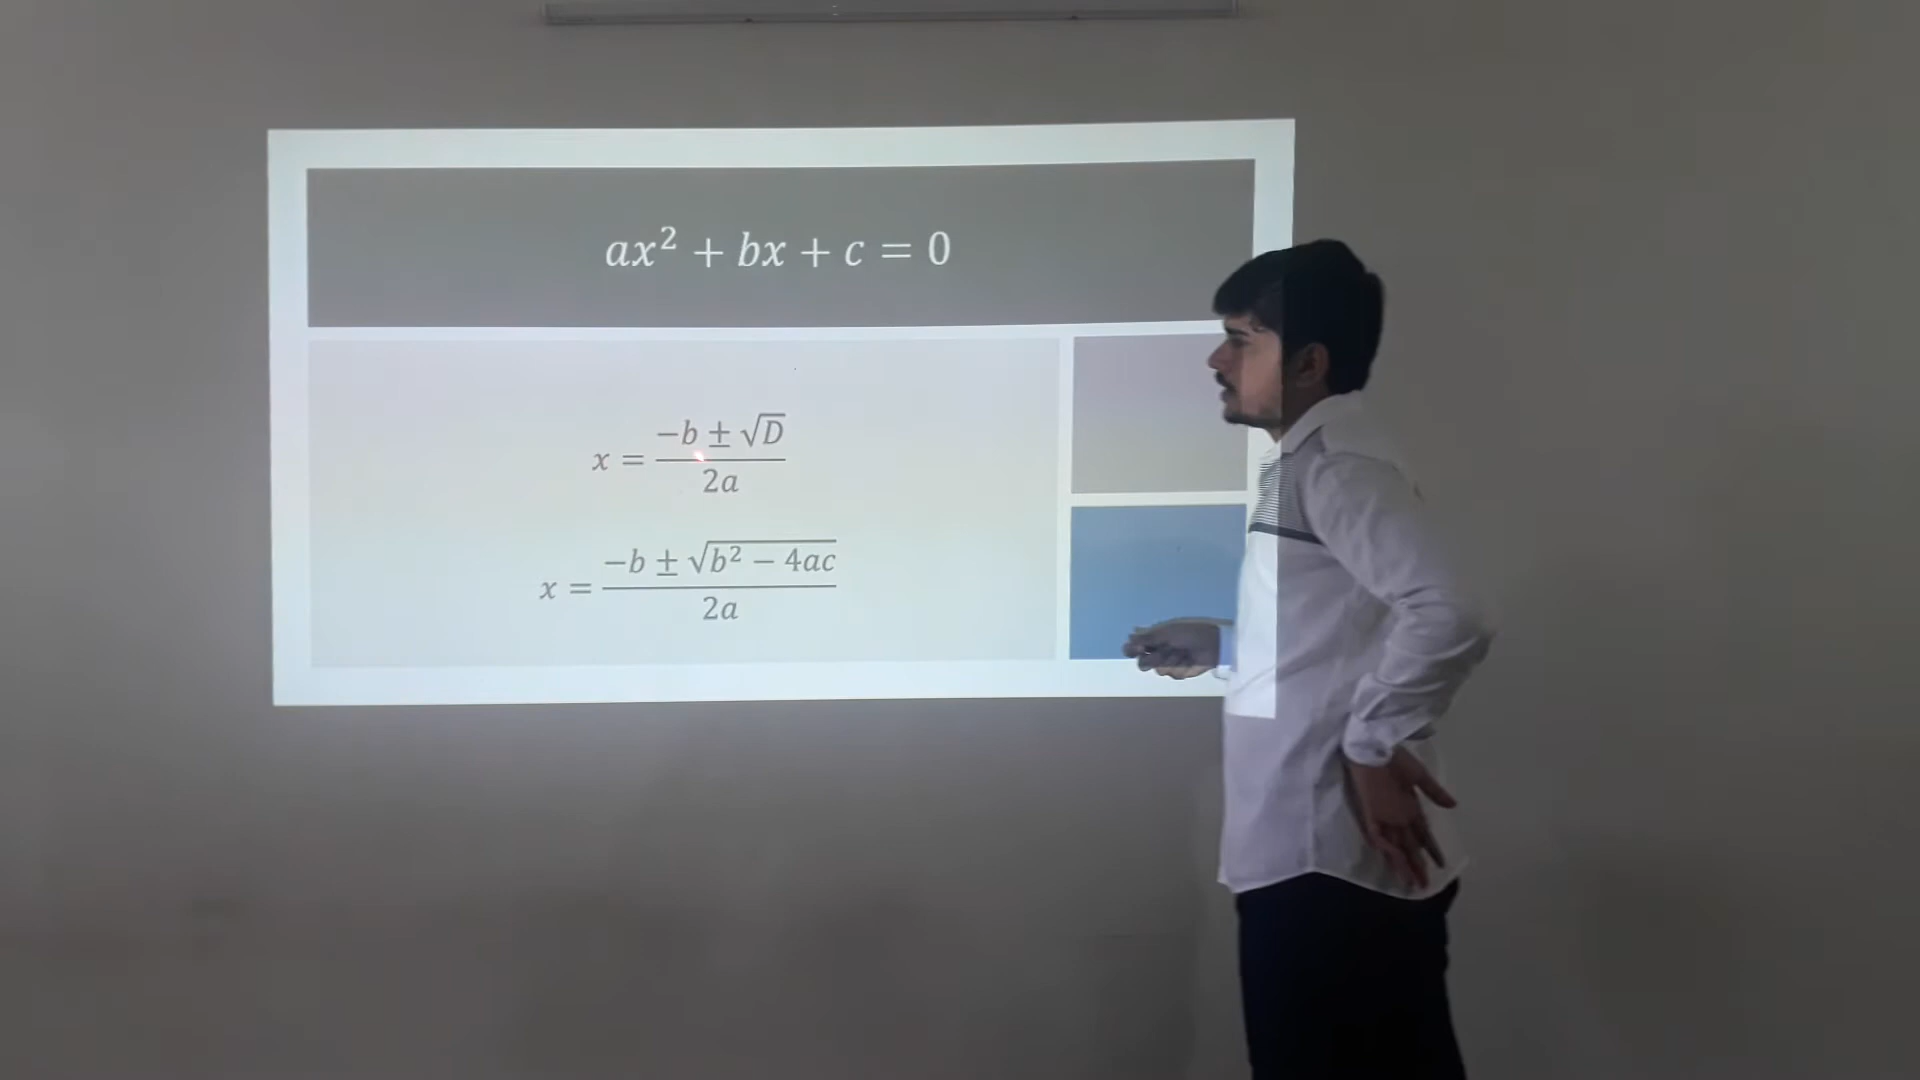 ax² + bx + c = 0
x = (-b ± √D) / 2a
x = (-b ± √(b² − 4ac)) / 2a